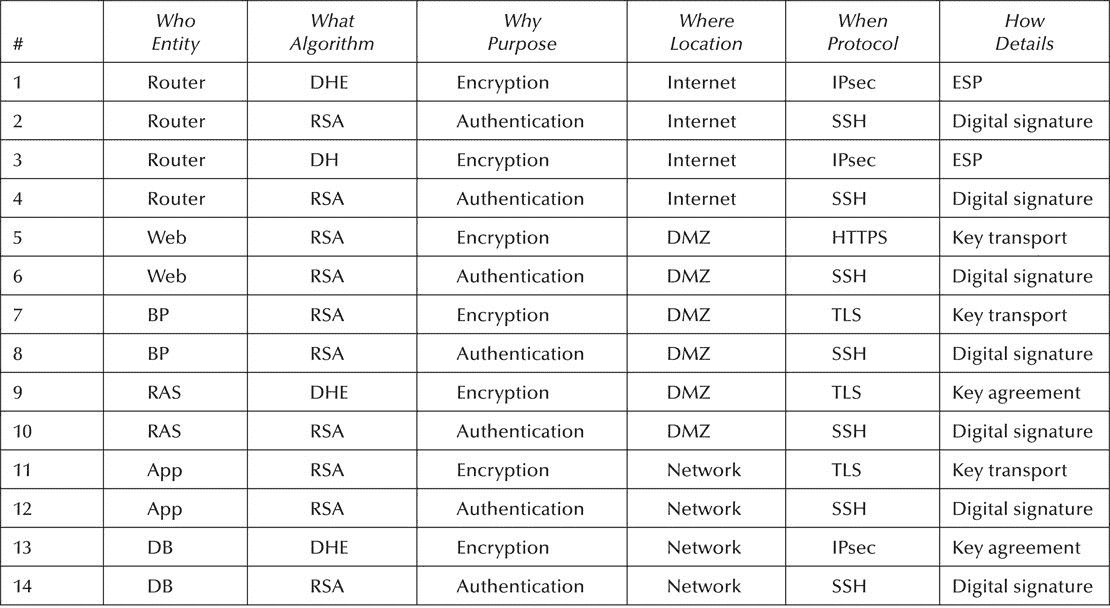 # Who Entity What Algorithm Why Purpose Where Location When Protocol How Details
1 Router DHE Encryption Internet IPsec ESP
2 Router RSA Authentication Internet SSH Digital signature
3 Router DH Encryption Internet IPsec ESP
4 Router RSA Authentication Internet SSH Digital signature
5 Web RSA Encryption DMZ HTTPS Key transport
6 Web RSA Authentication DMZ SSH Digital signature
7 BP RSA Encryption DMZ TLS Key transport
8 BP RSA Authentication DMZ SSH Digital signature
9 RAS DHE Encryption DMZ TLS Key agreement
10 RAS RSA Authentication DMZ SSH Digital signature
11 App RSA Encryption Network TLS Key transport
12 App RSA Authentication Network SSH Digital signature
13 DB DHE Encryption Network IPsec Key agreement
14 DB RSA Authentication Network SSH Digital signature